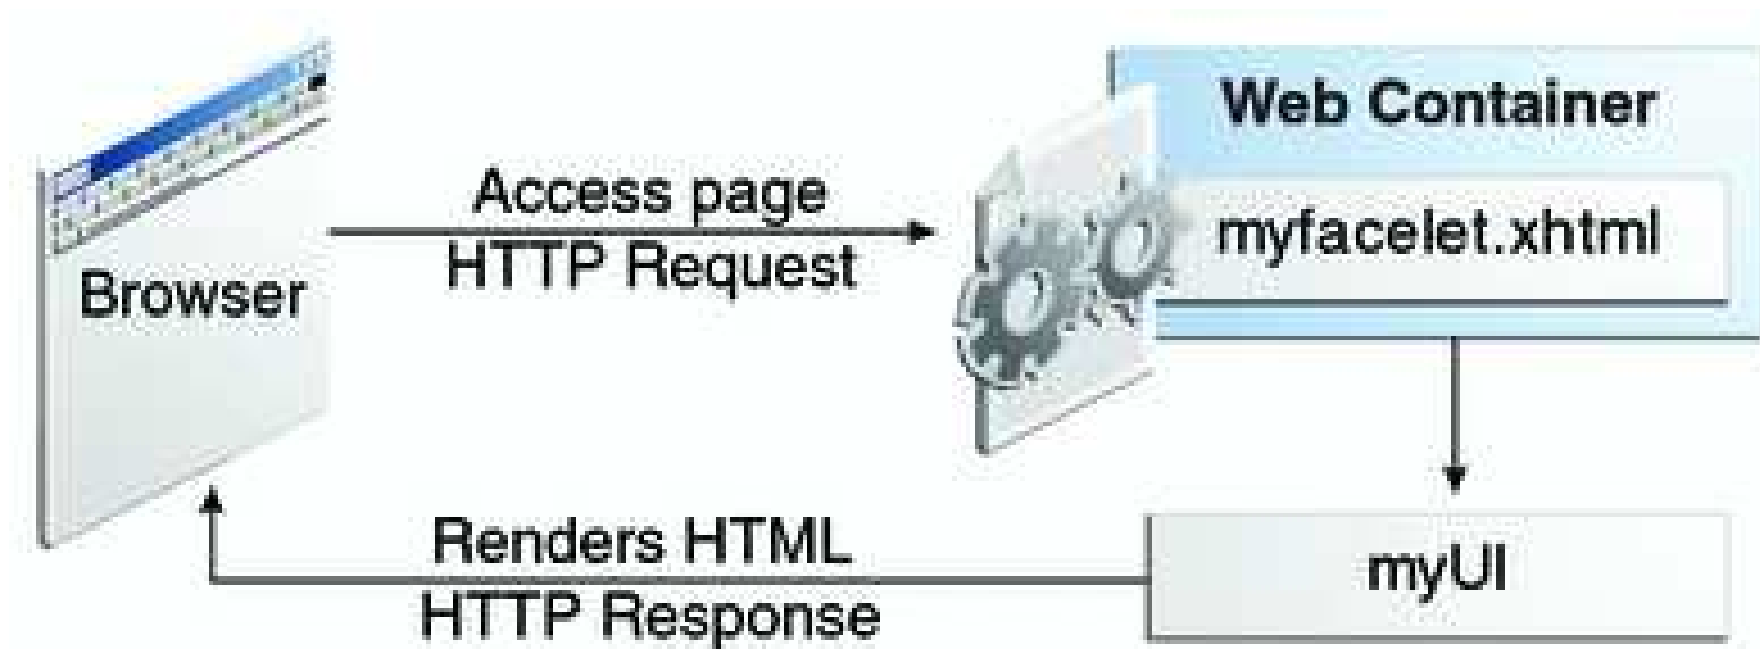 Web Container
Access page
HTTP Request
myfacelet.xhtml
Browser
Renders HTML
HTTP Response
myUI